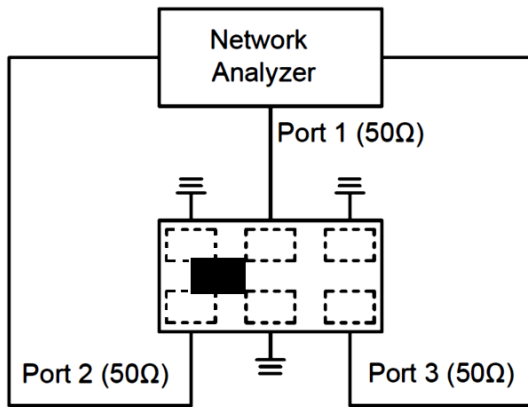 Network
Analyzer
Port 1 (50Ω)
Port 2 (50Ω)
Port 3 (50Ω)